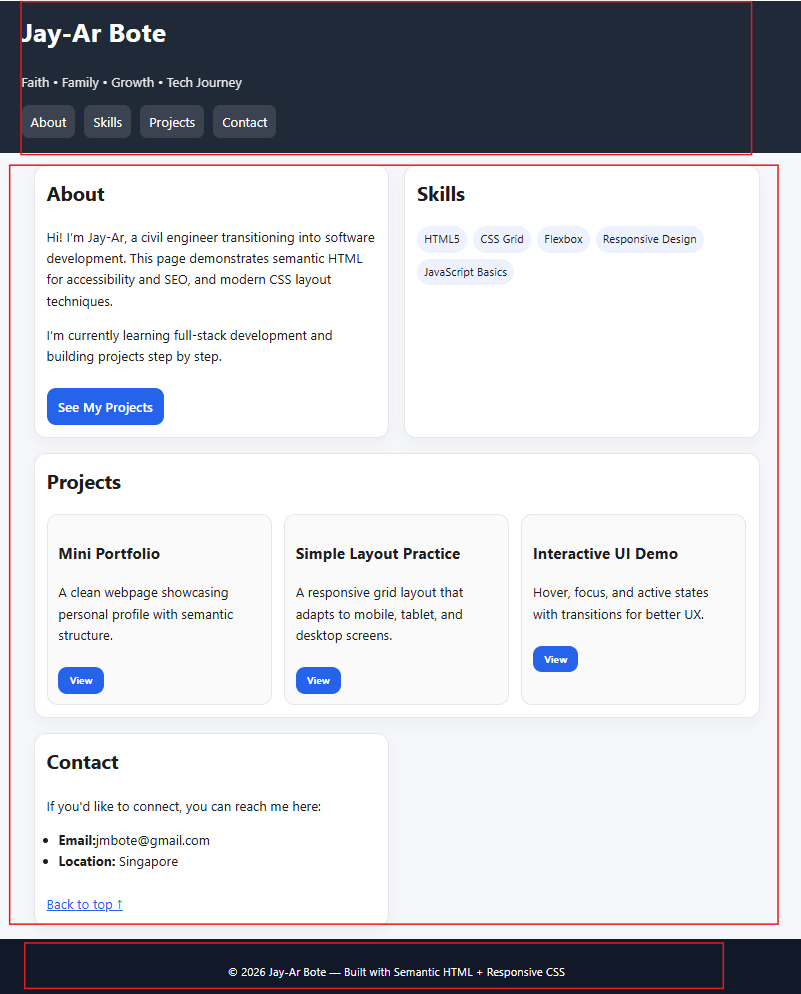 Jay-Ar Bote
Faith • Family • Growth • Tech Journey
About Skills Projects Contact
About
Hi! I'm Jay-Ar, a civil engineer transitioning into software
development. This page demonstrates semantic HTML
for accessibility and SEO, and modern CSS layout
techniques.
I'm currently learning full-stack development and
building projects step by step.
See My Projects
Skills
HTML5 CSS Grid Flexbox Responsive Design
JavaScript Basics
Projects
Mini Portfolio
A clean webpage showcasing
personal profile with semantic
structure.
View
Simple Layout Practice
A responsive grid layout that
adapts to mobile, tablet, and
desktop screens.
View
Interactive UI Demo
Hover, focus, and active states
with transitions for better UX.
View
Contact
If you'd like to connect, you can reach me here:
• Email:jmbote@gmail.com
• Location: Singapore
Back to top ↑
© 2026 Jay-Ar Bote — Built with Semantic HTML + Responsive CSS